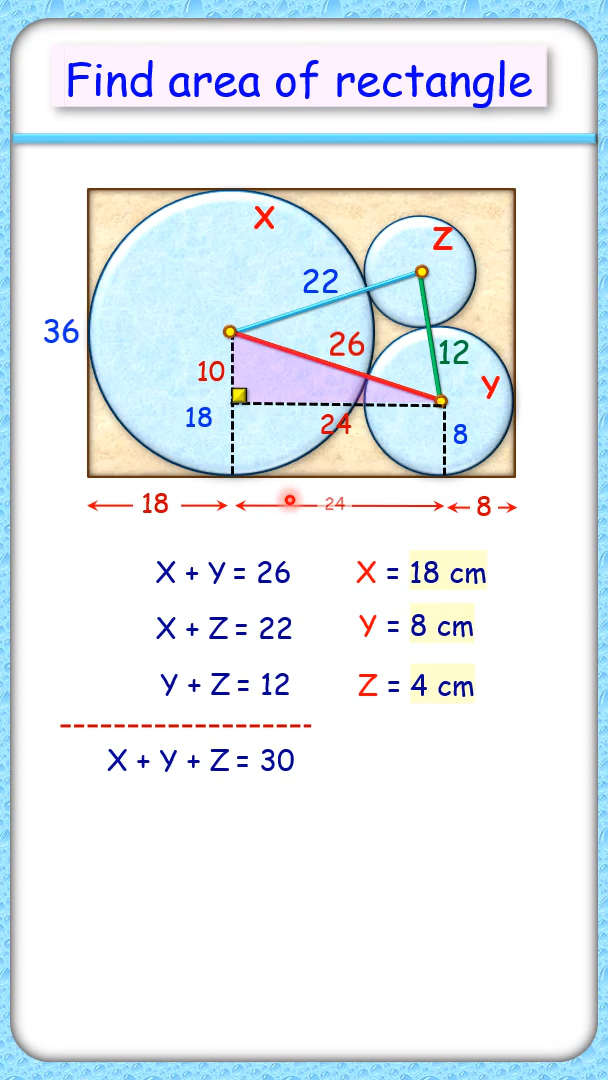 Find area of rectangle
X
Z
22
36
26
12
10
Y
18
24
8
18
24
8
X + Y = 26
X = 18 cm
X + Z = 22
Y = 8 cm
Y + Z = 12
Z = 4 cm
X + Y + Z = 30